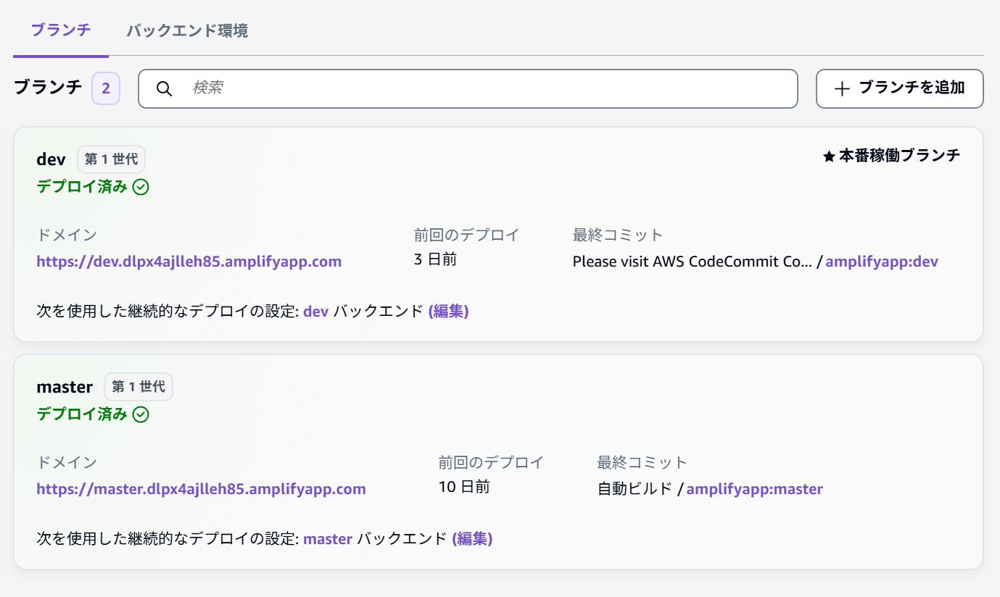 ブランチ バックエンド環境
ブランチ 2 検索 ブランチを追加
dev 第 1 世代 ★ 本番稼働ブランチ
デプロイ済み
ドメイン 前回のデプロイ 最終コミット
https://dev.dlpx4ajlleh85.amplifyapp.com 3 日前 Please visit AWS CodeCommit Co... / amplifyapp:dev
次を使用した継続的なデプロイの設定: dev バックエンド (編集)
master 第 1 世代
デプロイ済み
ドメイン 前回のデプロイ 最終コミット
https://master.dlpx4ajlleh85.amplifyapp.com 10 日前 自動ビルド / amplifyapp:master
次を使用した継続的なデプロイの設定: master バックエンド (編集)